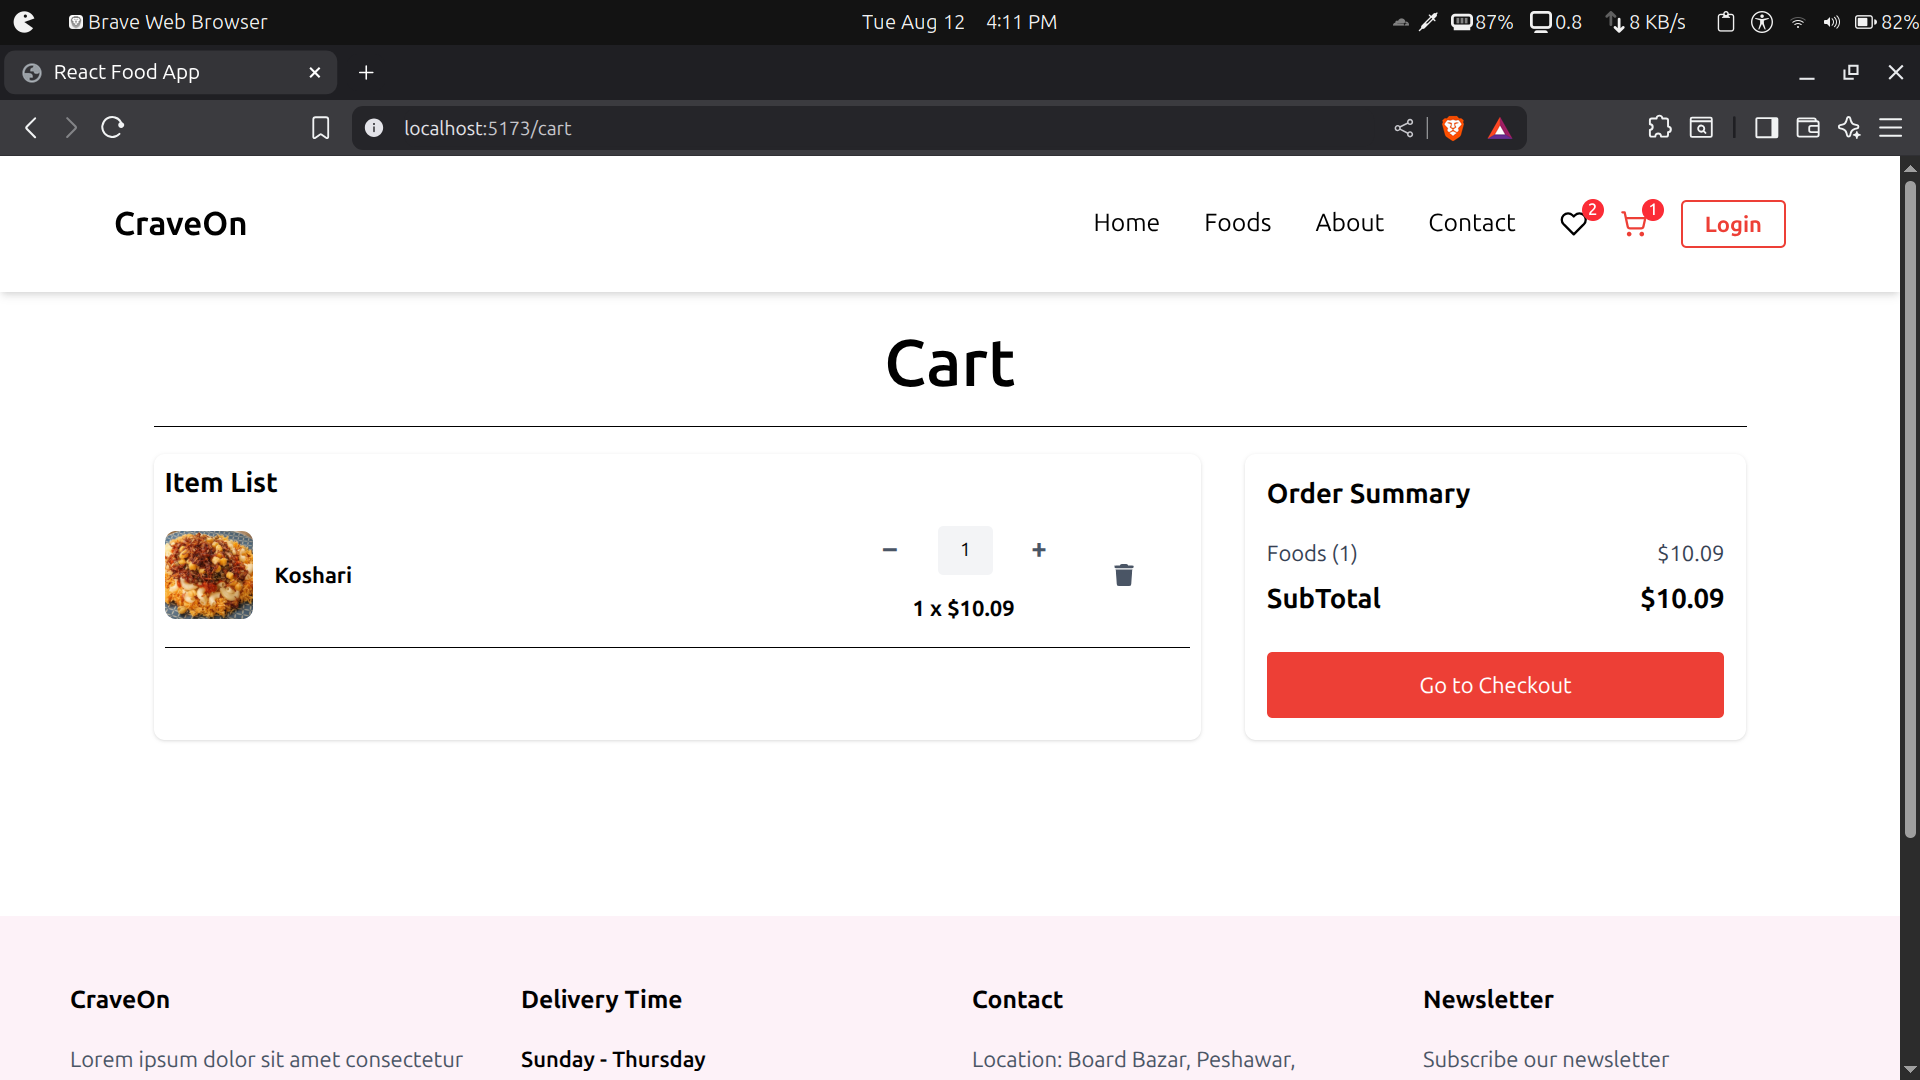 Brave Web Browser
Tue Aug 12 4:11 PM
87% 0.8 8 KB/s 82%
React Food App
localhost:5173/cart
CraveOn
Home Foods About Contact 2 1 Login
Cart
Item List
Koshari
− 1 +
1 x $10.09
Order Summary
Foods (1) $10.09
SubTotal $10.09
Go to Checkout
CraveOn
Lorem ipsum dolor sit amet consectetur
Delivery Time
Sunday - Thursday
Contact
Location: Board Bazar, Peshawar,
Newsletter
Subscribe our newsletter